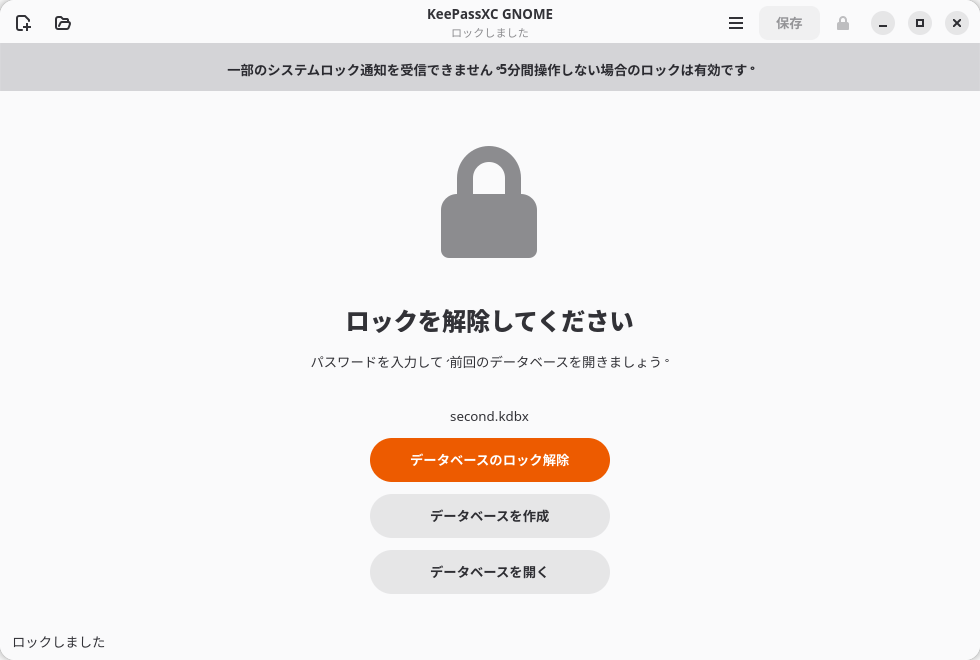 KeePassXC GNOME
ロックしました
保存
一部のシステムロック通知を受信できません。5分間操作しない場合のロックは有効です。
ロックを解除してください
パスワードを入力して、前回のデータベースを開きましょう。
second.kdbx
データベースのロック解除
データベースを作成
データベースを開く
ロックしました